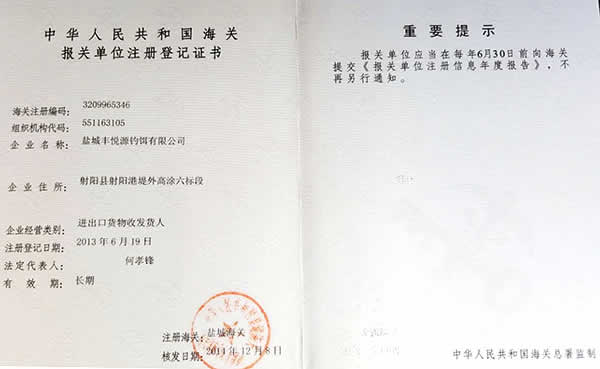 中华人民共和国海关
报关单位注册登记证书
海关注册编码: 3209965346
组织机构代码: 551163105
企业名称: 盐城丰悦源钓饵有限公司
企业住所: 射阳县射阳港堤外高涂六标段
企业经营类别: 进出口货物收发货人
注册登记日期: 2013年6月19日
法定代表人: 何孝锋
有效期: 长期
注册海关: 盐城海关
核发日期: 2014年12月8日
重要提示
报关单位应当在每年6月30日前向海关
提交《报关单位注册信息年度报告》,不
再另行通知。
中华人民共和国海关总署监制